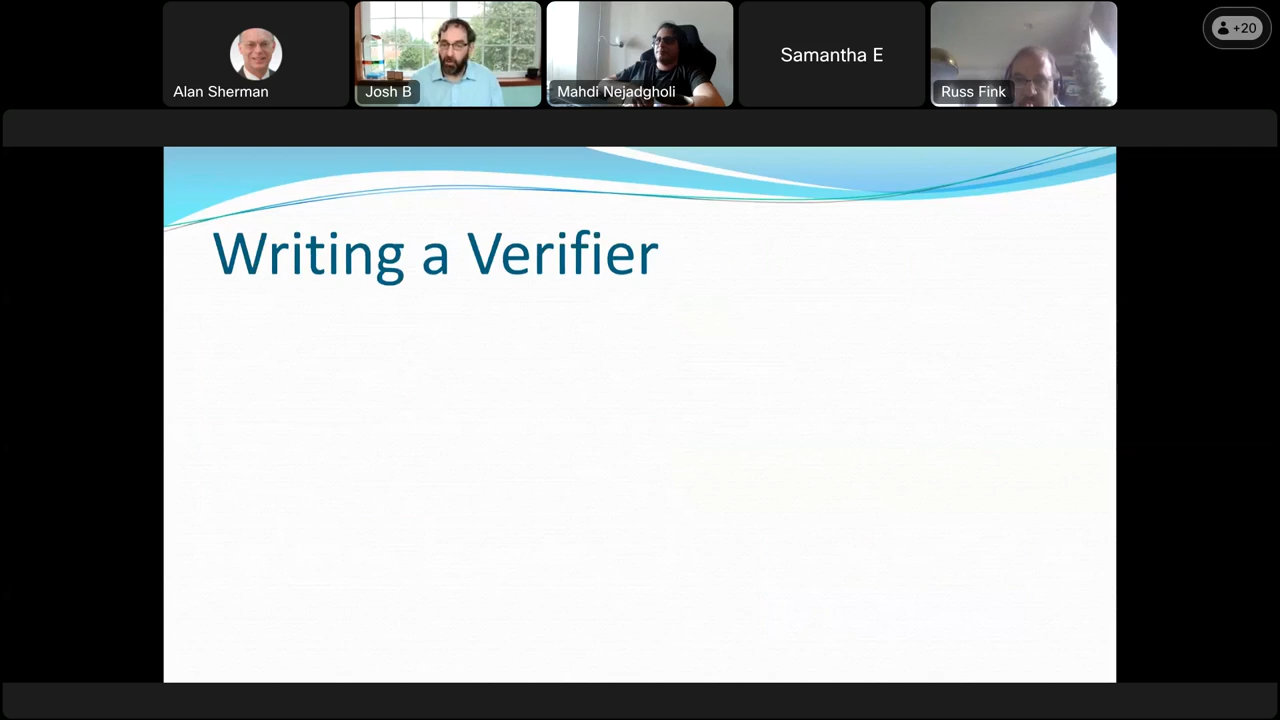 Alan Sherman
Josh B
Mahdi Nejadgholi
Samantha E
Russ Fink
+20
Writing a Verifier